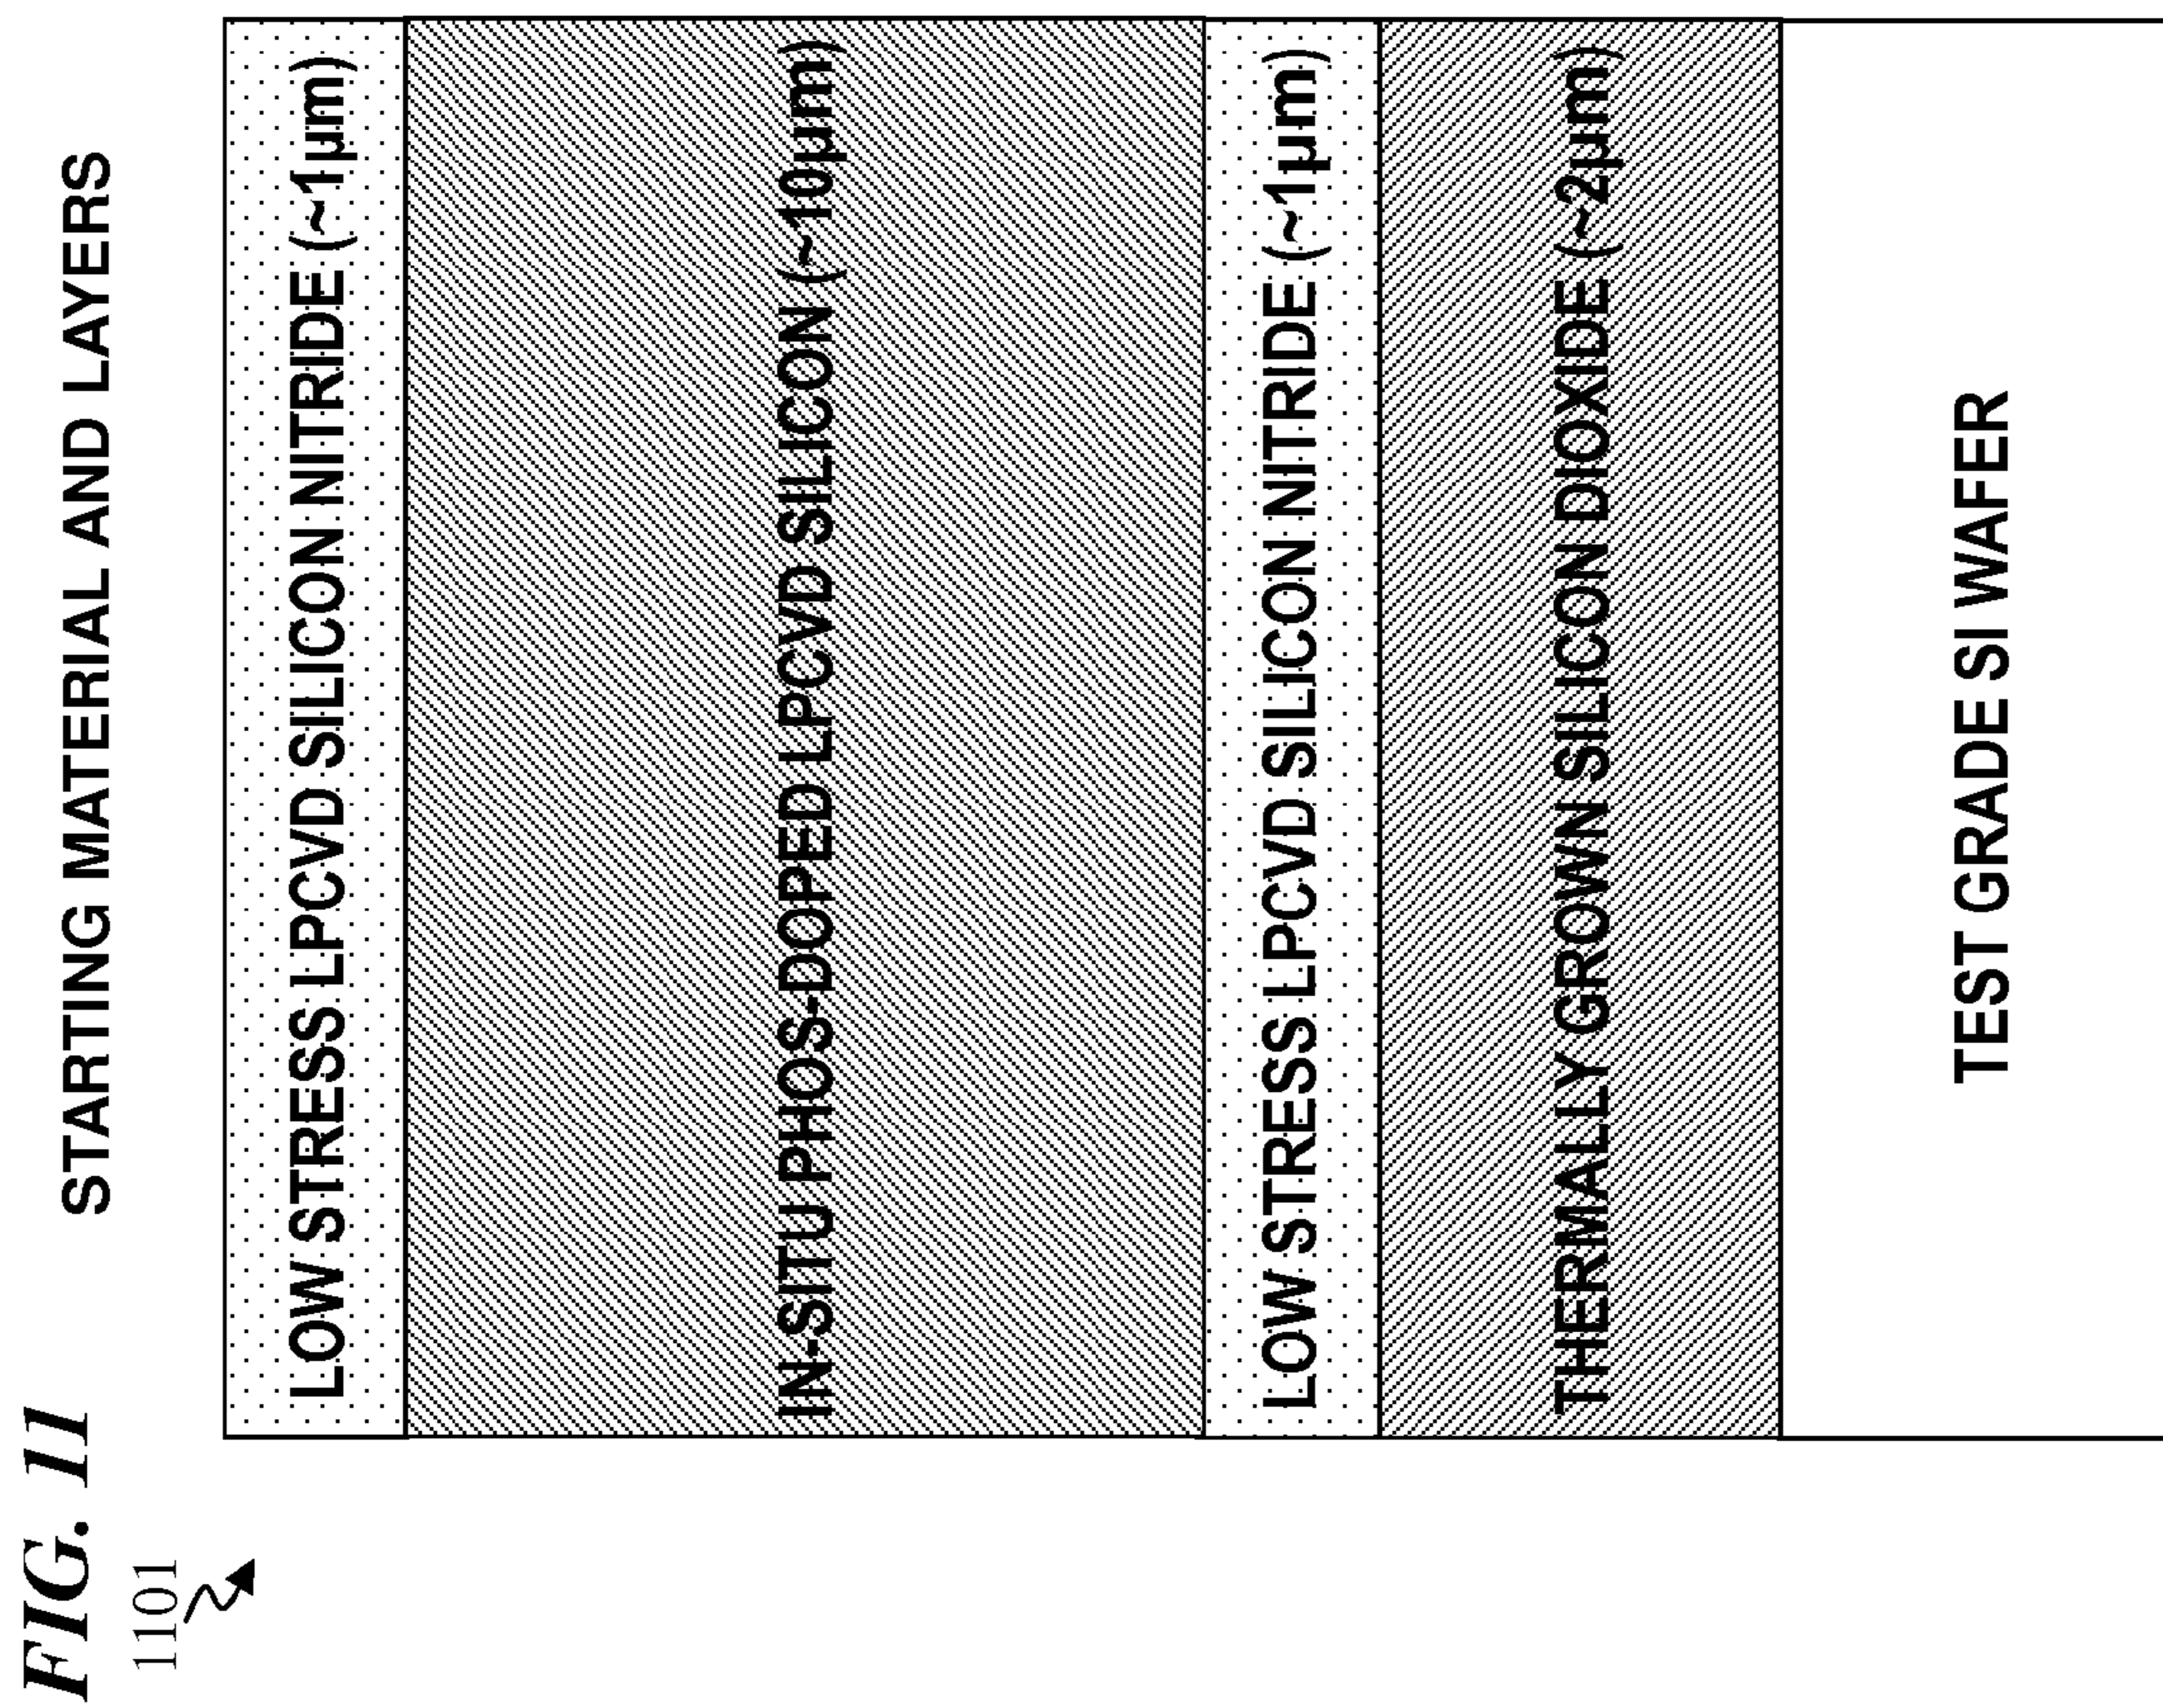 FIG. 11
1101
STARTING MATERIAL AND LAYERS
LOW STRESS LPCVD SILICON NITRIDE (~1µm)
IN-SITU PHOS-DOPED LPCVD SILICON (~10µm)
LOW STRESS LPCVD SILICON NITRIDE (~1µm)
THERMALLY GROWN SILICON DIOXIDE (~2µm)
TEST GRADE SI WAFER